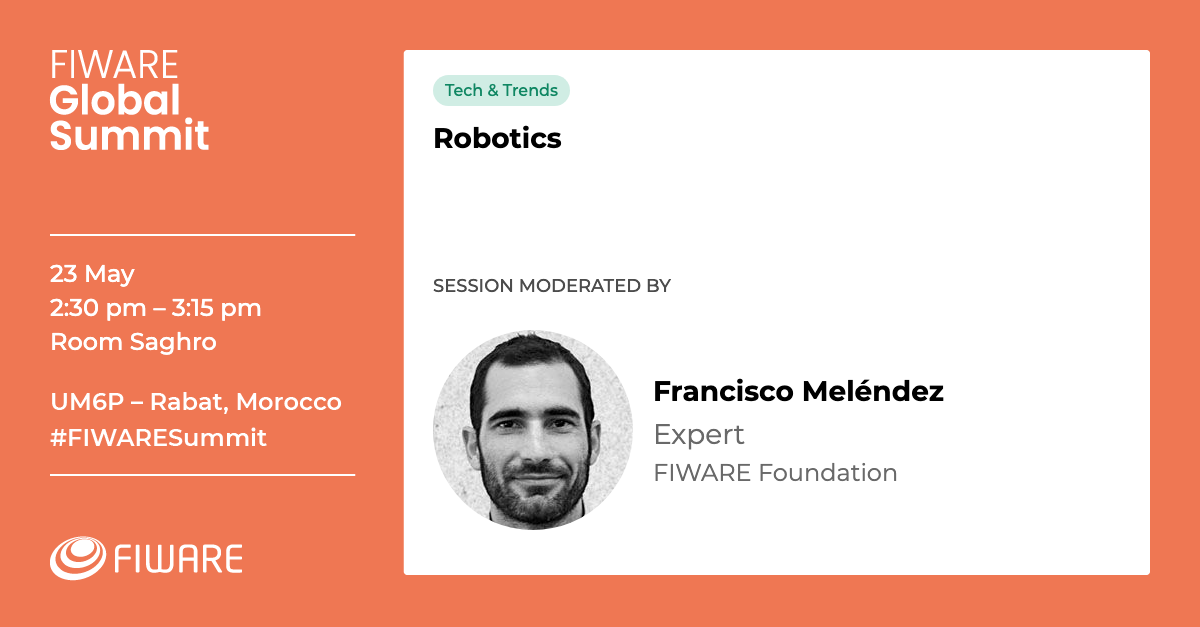 FIWARE
Global
Summit
23 May
2:30 pm – 3:15 pm
Room Saghro
UM6P – Rabat, Morocco
#FIWARESummit
FIWARE
Tech & Trends
Robotics
SESSION MODERATED BY
Francisco Meléndez
Expert
FIWARE Foundation